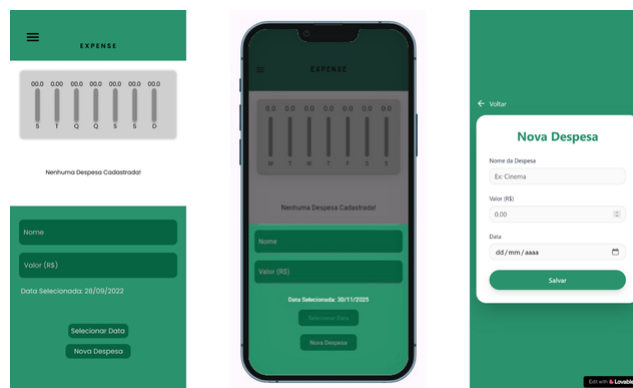 EXPENSE
00.0 0.00 00.0 00.0 00.0 00.0 00.0
S T Q Q S S D
Nenhuma Despesa Cadastrada!
Nome
Valor (R$)
Data Selecionada: 28/09/2022
Selecionar Data
Nova Despesa
EXPENSE
0.0 0.0 0.0 0.0 0.0 0.0 0.0
M T W T F S S
Nenhuma Despesa Cadastrada!
Nome
Valor (R$)
Data Selecionada: 30/11/2025
Selecionar Data
Nova Despesa
Voltar
Nova Despesa
Nome da Despesa
Ex: Cinema
Valor (R$)
0.00
Data
dd/mm/aaaa
Salvar
Edit with Lovable